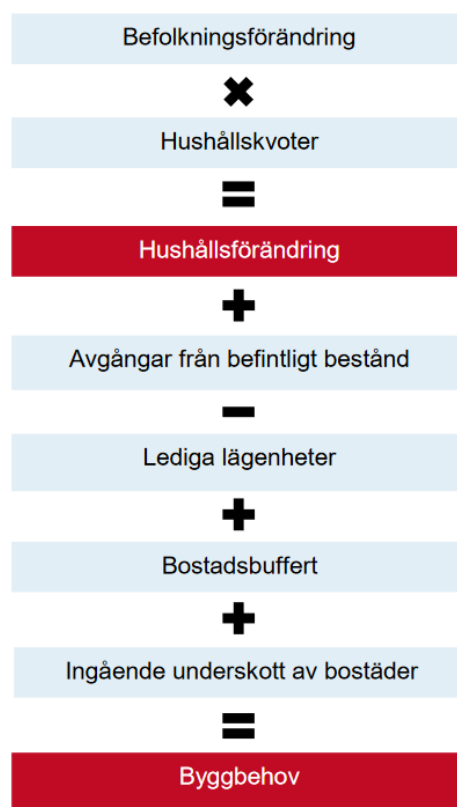 Befolkningsförändring
✖
Hushållskvoter
=
Hushållsförändring
+
Avgångar från befintligt bestånd
−
Lediga lägenheter
+
Bostadsbuffert
+
Ingående underskott av bostäder
=
Byggbehov